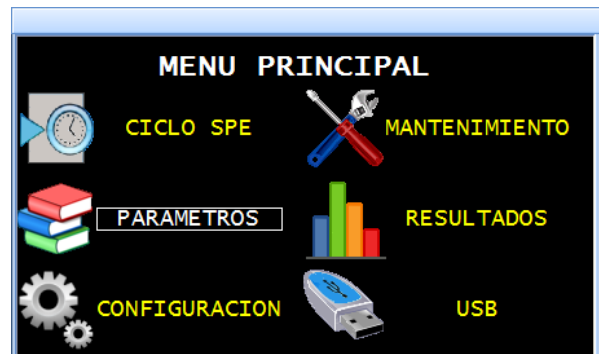 MENU PRINCIPAL
CICLO SPE
MANTENIMIENTO
PARAMETROS
RESULTADOS
CONFIGURACION
USB